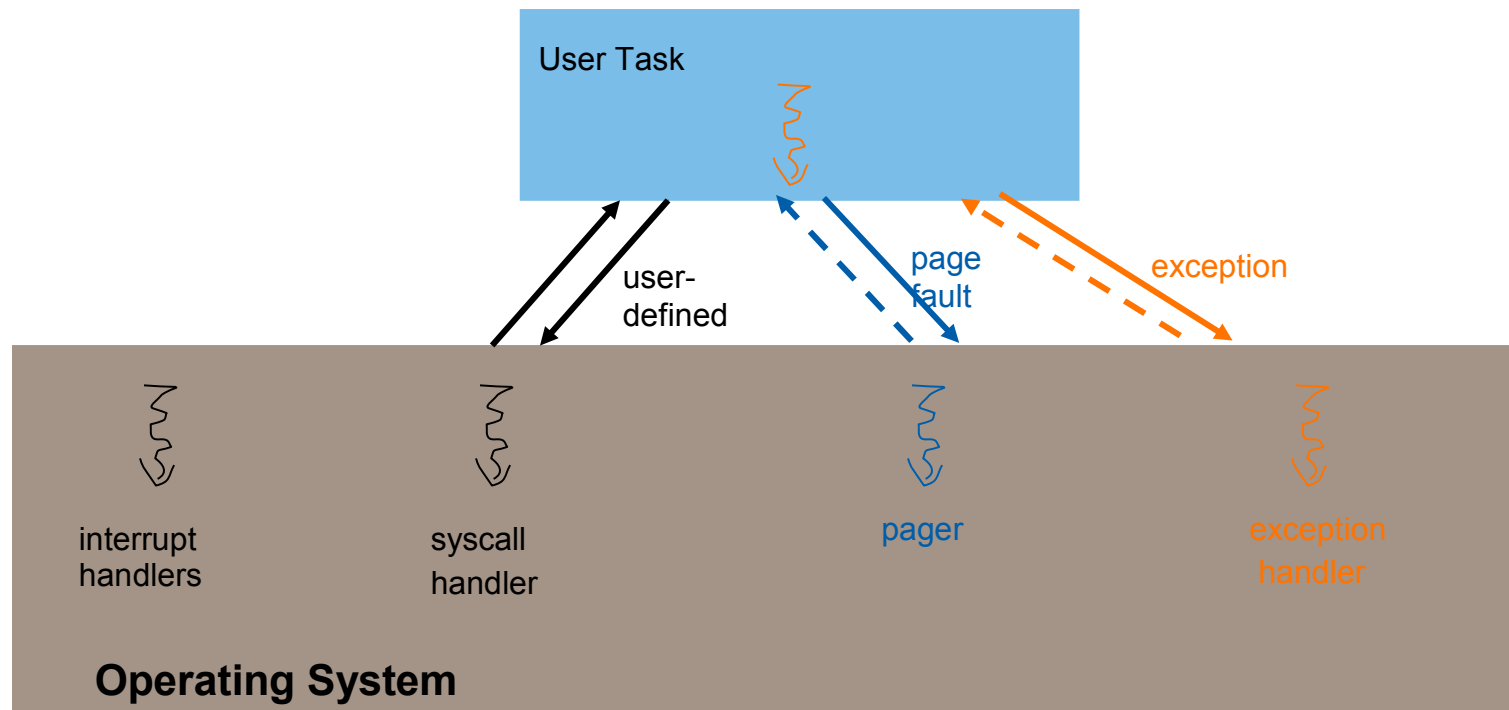 User Task
user-
defined
page
fault
exception
interrupt
handlers
syscall
handler
pager
exception
handler
Operating System